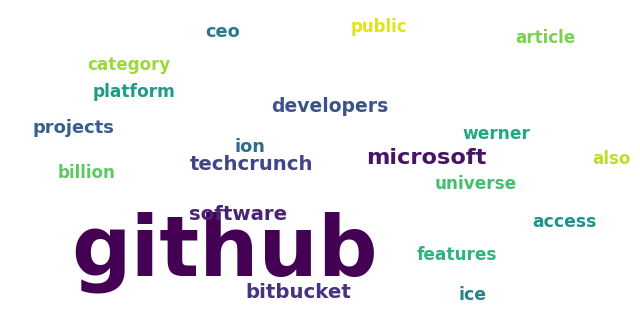 public
ceo
article
category
platform
developers
projects
werner
ion
microsoft
also
techcrunch
billion
universe
software
access
github
features
bitbucket
ice